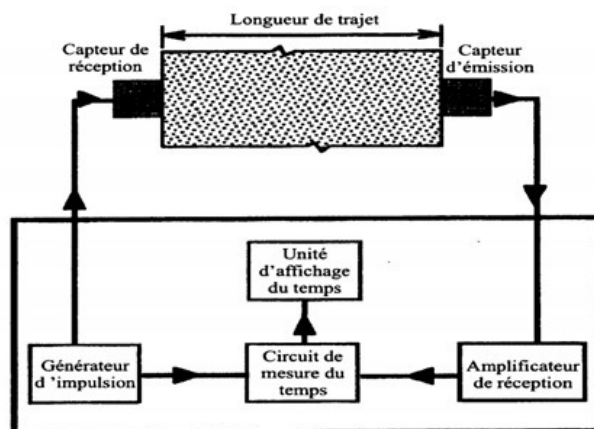 Longueur de trajet
Capteur de
réception
Capteur
d'émission
Unité
d'affichage
du temps
Générateur
d 'impulsion
Circuit de
mesure du
temps
Amplificateur
de réception